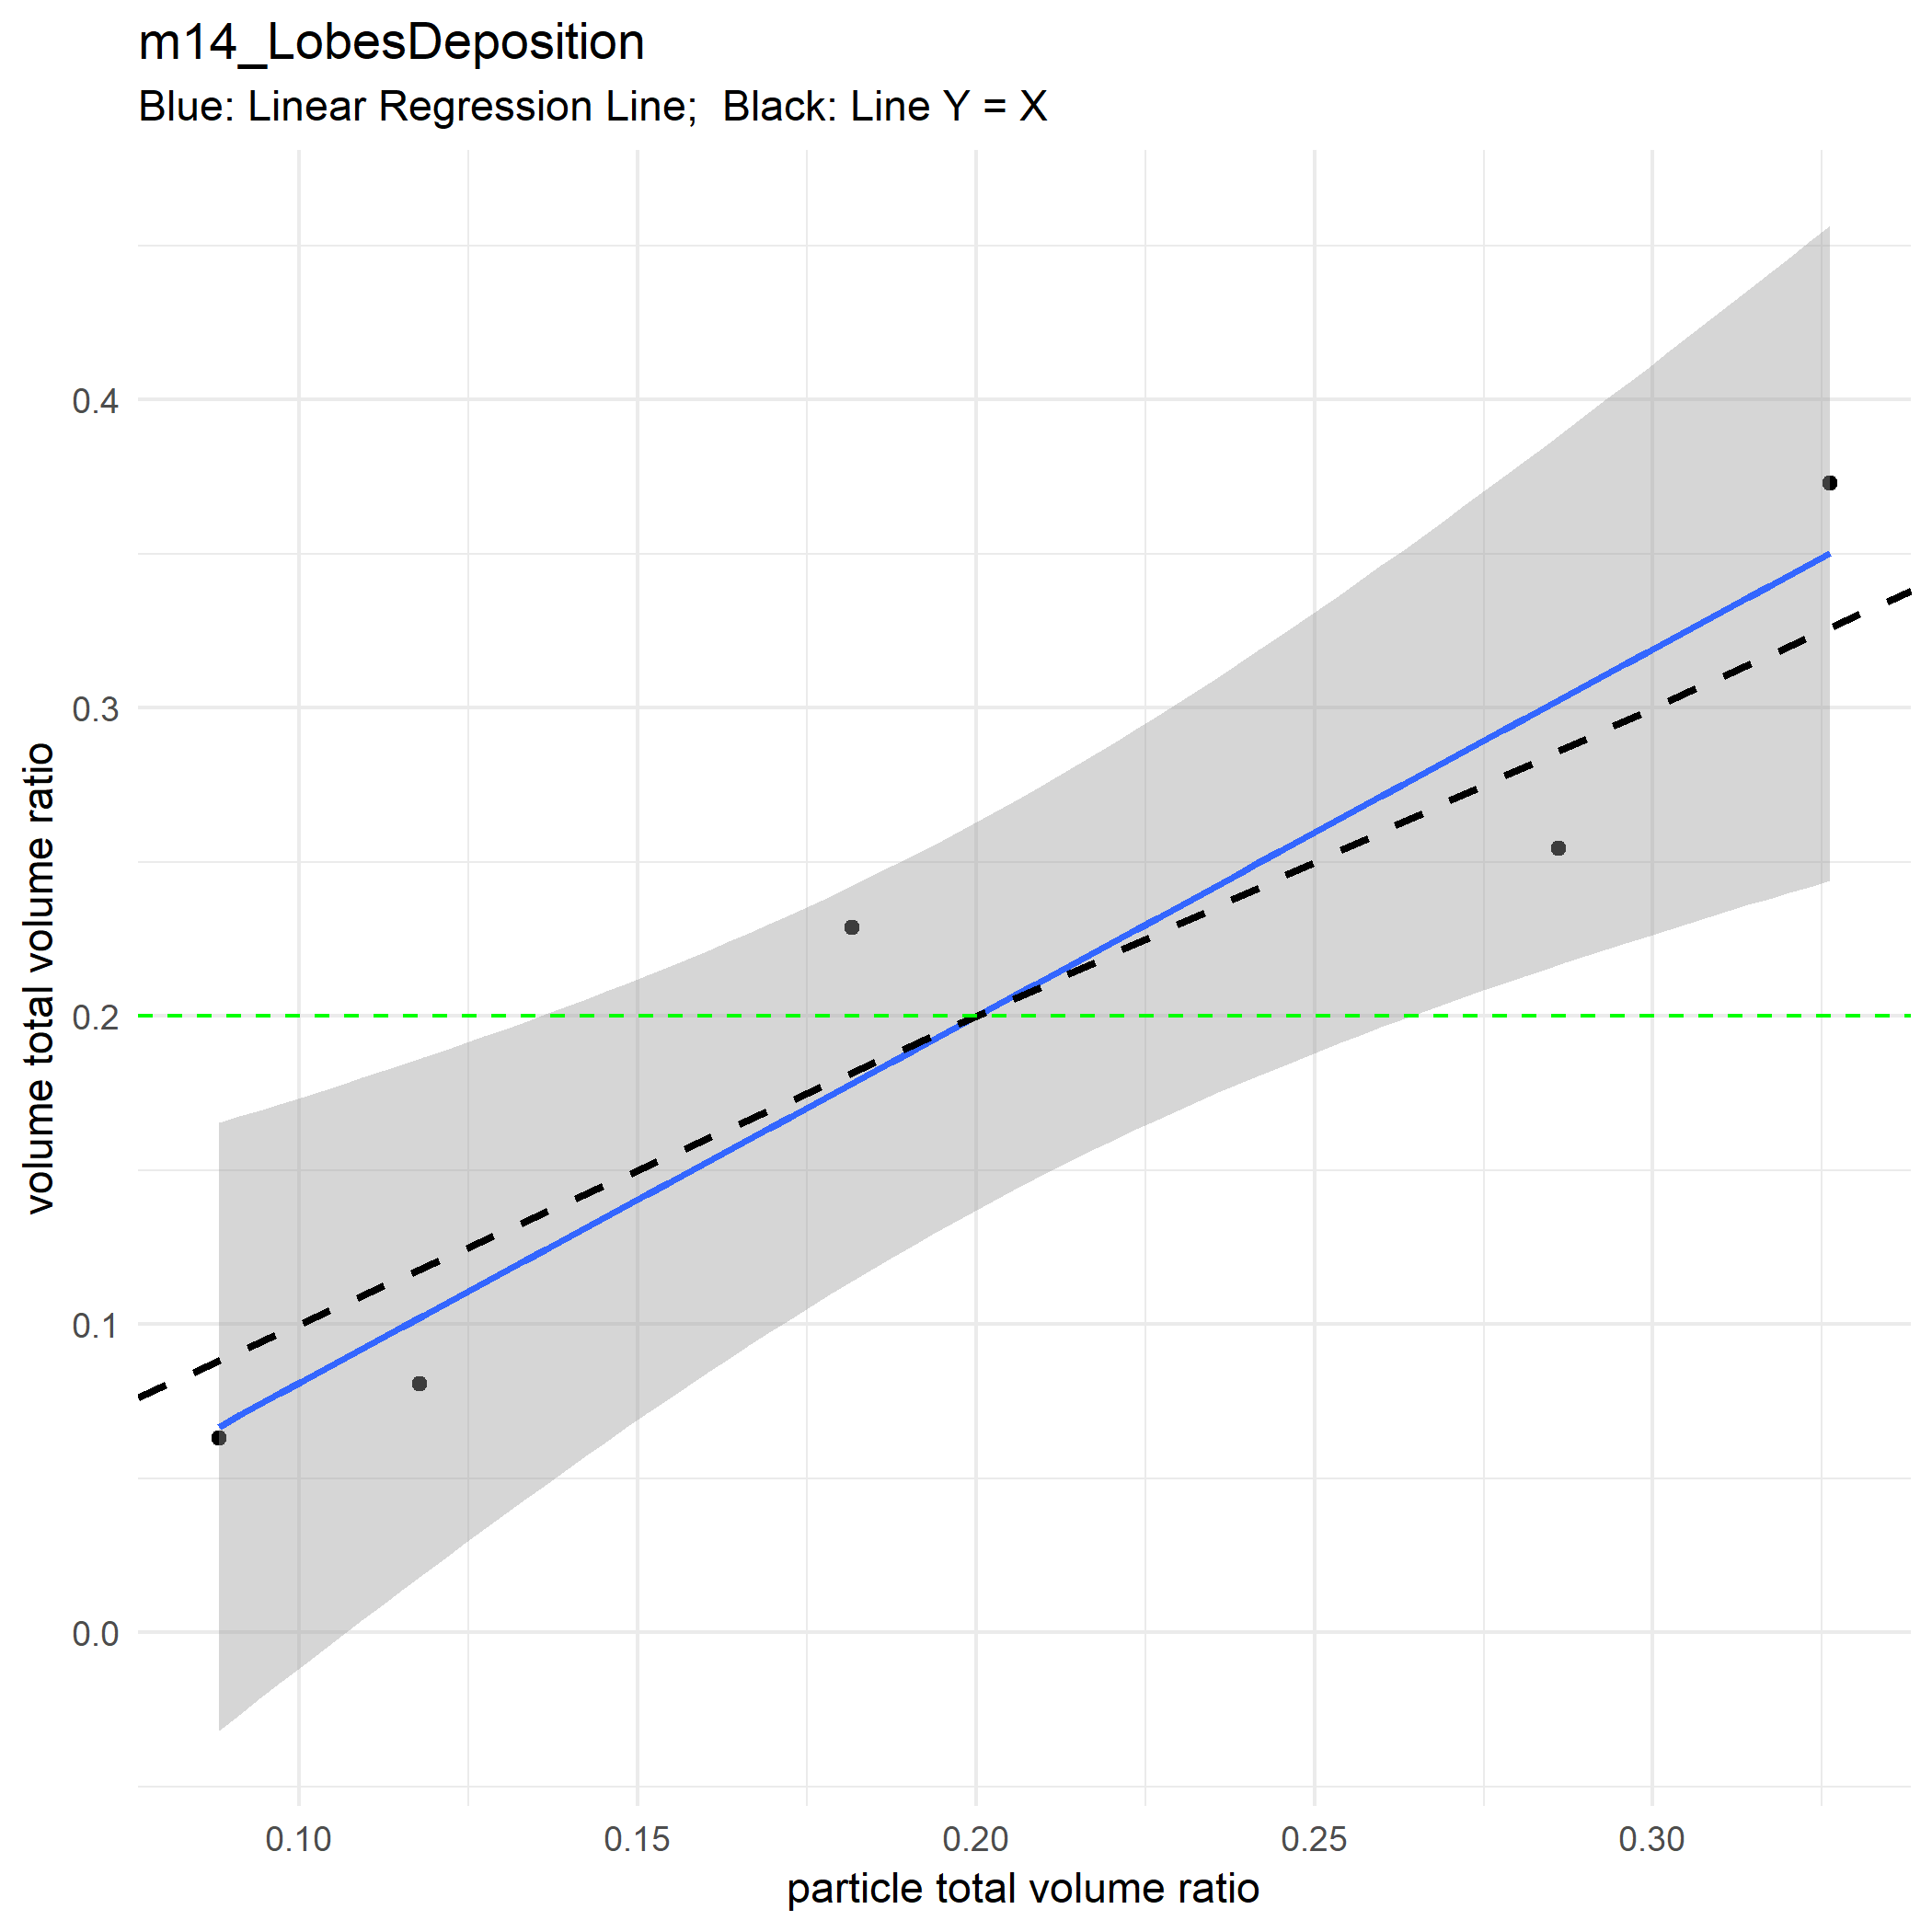 m14_LobesDeposition
Blue: Linear Regression Line;  Black: Line Y = X
volume total volume ratio
0.4
0.3
0.2
0.1
0.0
0.10 0.15 0.20 0.25 0.30
particle total volume ratio